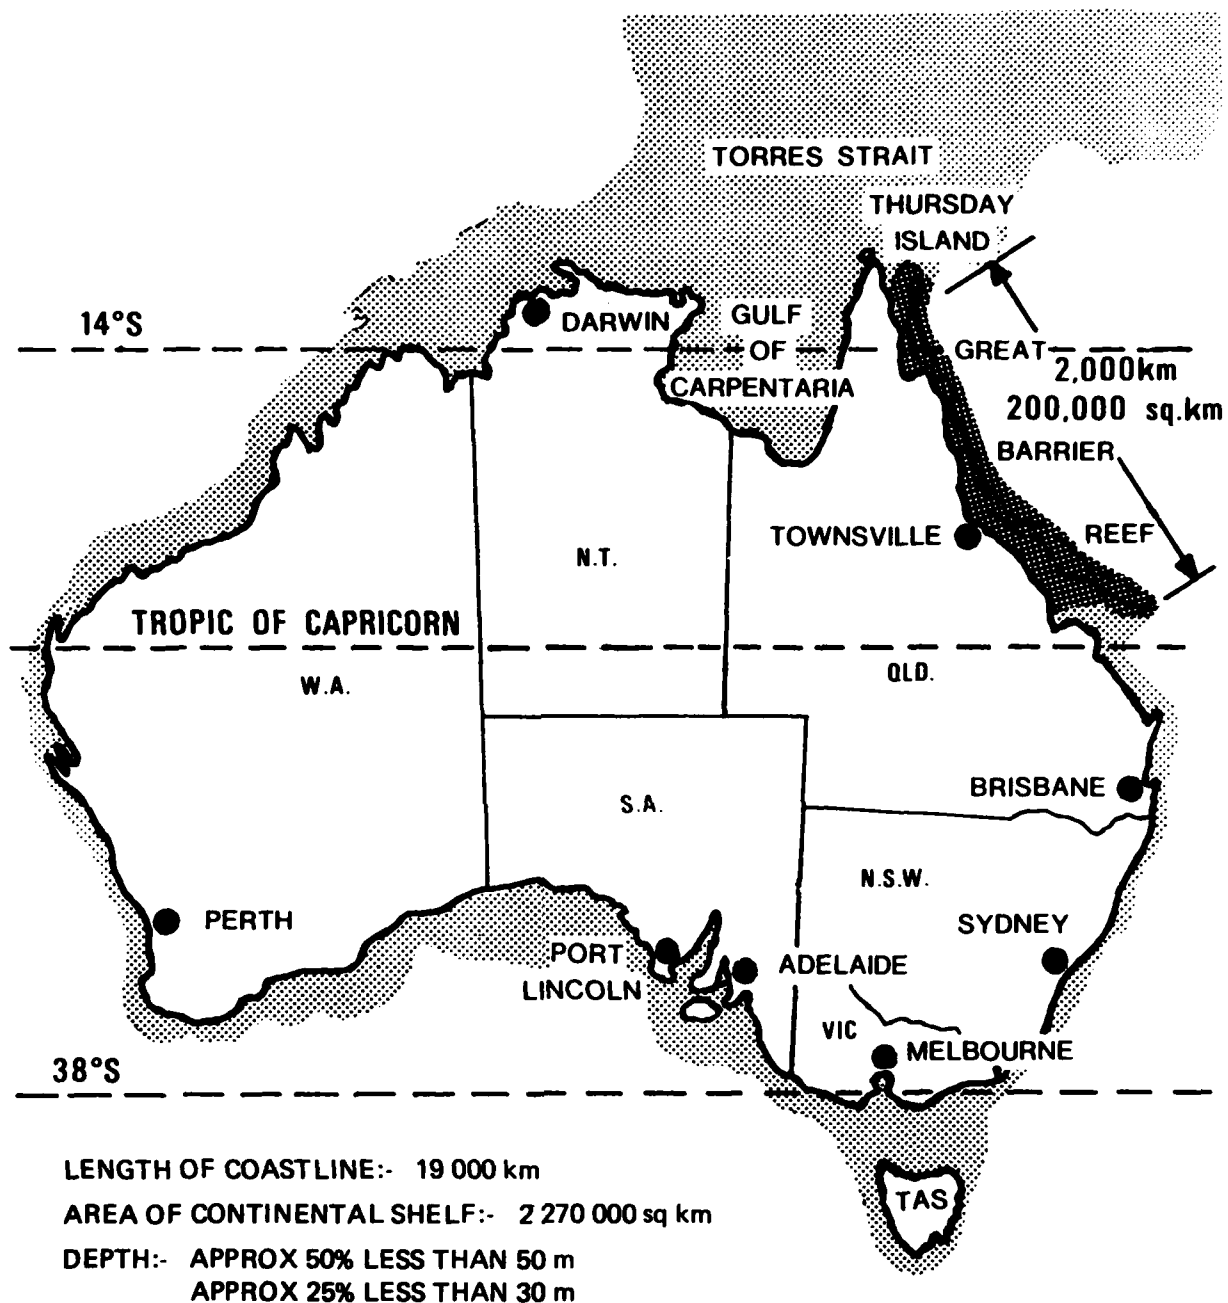 TORRES STRAIT
THURSDAY
ISLAND
14°S
DARWIN
GULF
OF
CARPENTARIA
GREAT
2,000km
200,000 sq.km
BARRIER
REEF
TOWNSVILLE
N.T.
TROPIC OF CAPRICORN
W.A.
QLD.
BRISBANE
S.A.
N.S.W.
PERTH
SYDNEY
PORT
LINCOLN
ADELAIDE
VIC
MELBOURNE
38°S
TAS
LENGTH OF COASTLINE:- 19 000 km
AREA OF CONTINENTAL SHELF:- 2 270 000 sq km
DEPTH:- APPROX 50% LESS THAN 50 m
APPROX 25% LESS THAN 30 m